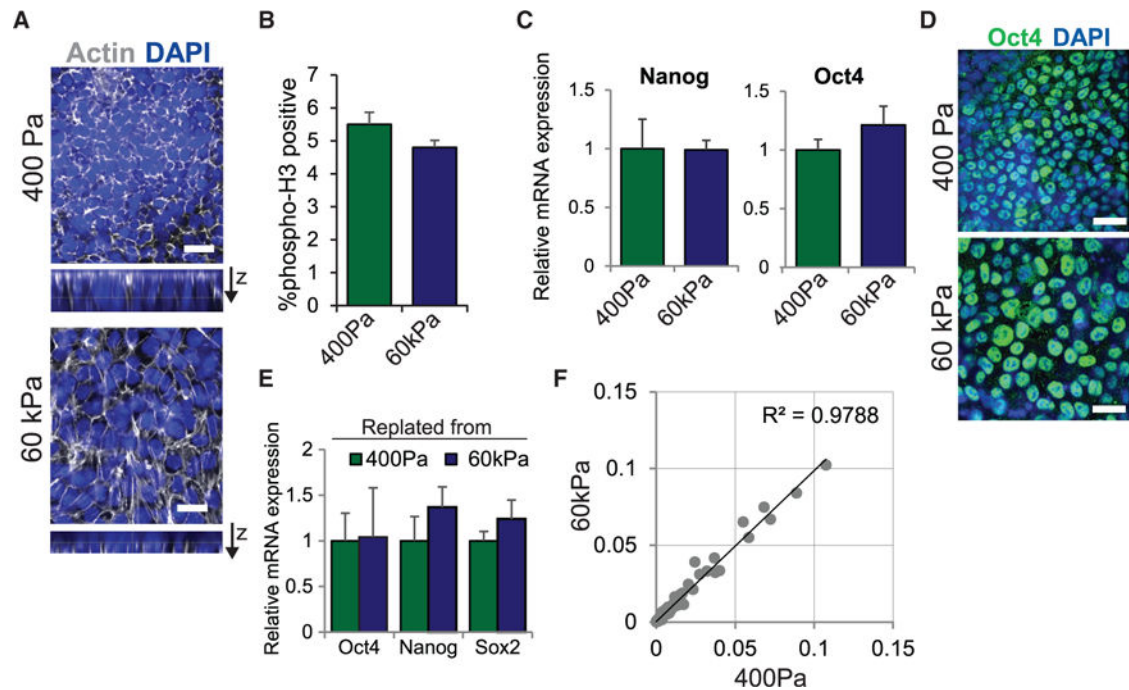 A
Actin DAPI
400 Pa
z
60 kPa
z
B
%phospho-H3 positive
7
6
5
4
3
2
1
0
400Pa
60kPa
C
Relative mRNA expression
Nanog
1.5
1
0.5
0
400Pa
60kPa
Oct4
1.5
1
0.5
0
400Pa
60kPa
D
Oct4 DAPI
400 Pa
60 kPa
E
Replated from
400Pa 60kPa
Relative mRNA expression
2
1.5
1
0.5
0
Oct4 Nanog Sox2
F
R² = 0.9788
60kPa
0.15
0.1
0.05
0
0 0.05 0.1 0.15
400Pa